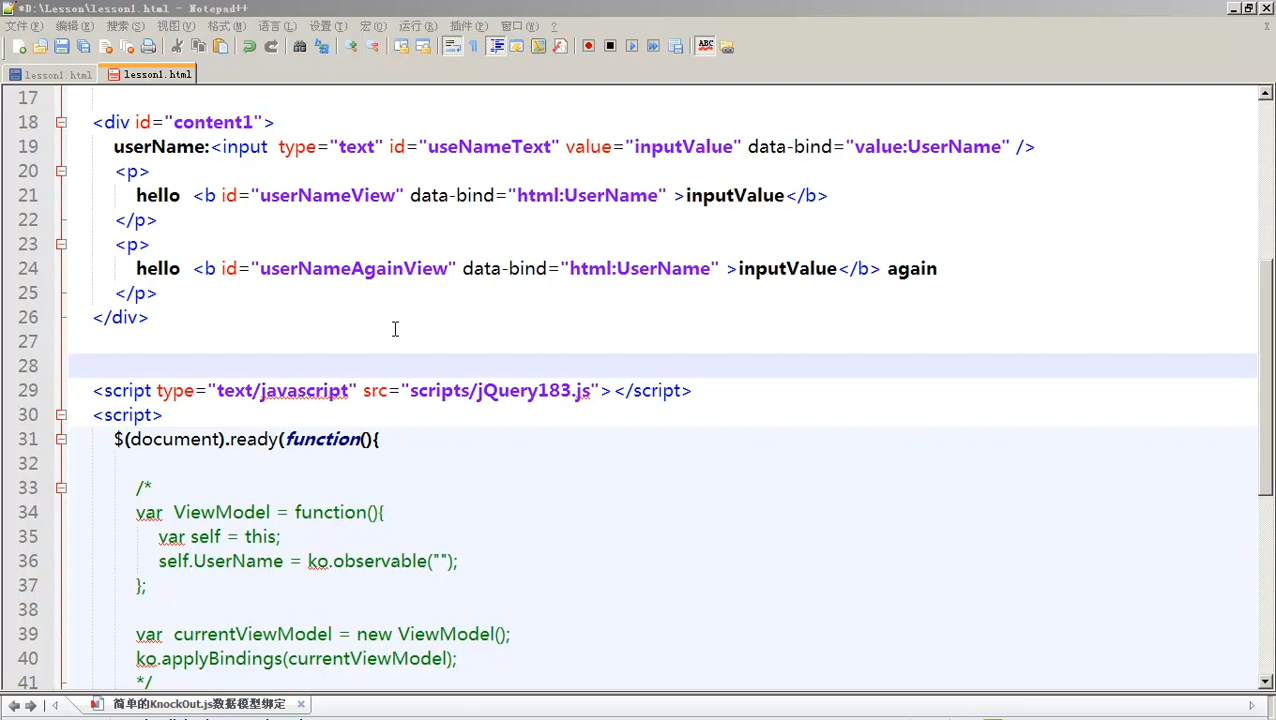 *D:\Lesson\lesson1.html - Notepad++
文件(F) 编辑(E) 搜索(S) 视图(V) 格式(M) 语言(L) 设置(T) 宏(O) 运行(R) 插件(P) 窗口(W) ?
lesson1.html lesson1.html
17
18 <div id="content1">
19 userName:<input type="text" id="useNameText" value="inputValue" data-bind="value:UserName" />
20 <p>
21 hello <b id="userNameView" data-bind="html:UserName" >inputValue</b>
22 </p>
23 <p>
24 hello <b id="userNameAgainView" data-bind="html:UserName" >inputValue</b> again
25 </p>
26 </div>
27
28
29 <script type="text/javascript" src="scripts/jQuery183.js"></script>
30 <script>
31 $(document).ready(function(){
32
33 /*
34 var ViewModel = function(){
35 var self = this;
36 self.UserName = ko.observable("");
37 };
38
39 var currentViewModel = new ViewModel();
40 ko.applyBindings(currentViewModel);
41 */
简单的KnockOut.js数据模型绑定